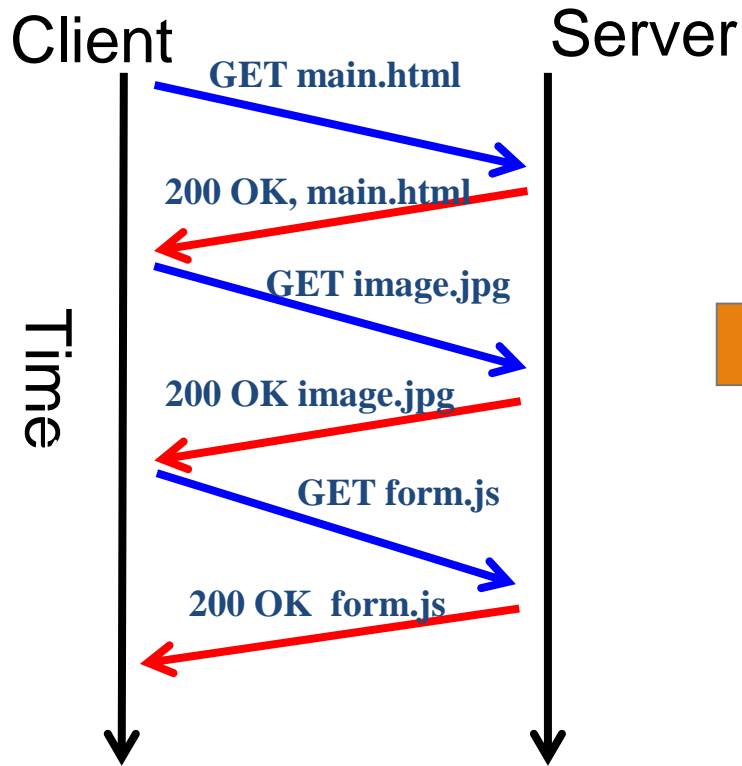 Client
Server
GET main.html
200 OK, main.html
GET image.jpg
Time
200 OK image.jpg
GET form.js
200 OK  form.js